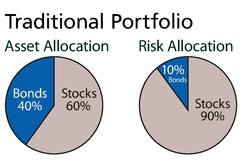 Traditional Portfolio
Asset Allocation
Risk Allocation
Bonds
40%
Stocks
60%
10%
Bonds
Stocks
90%